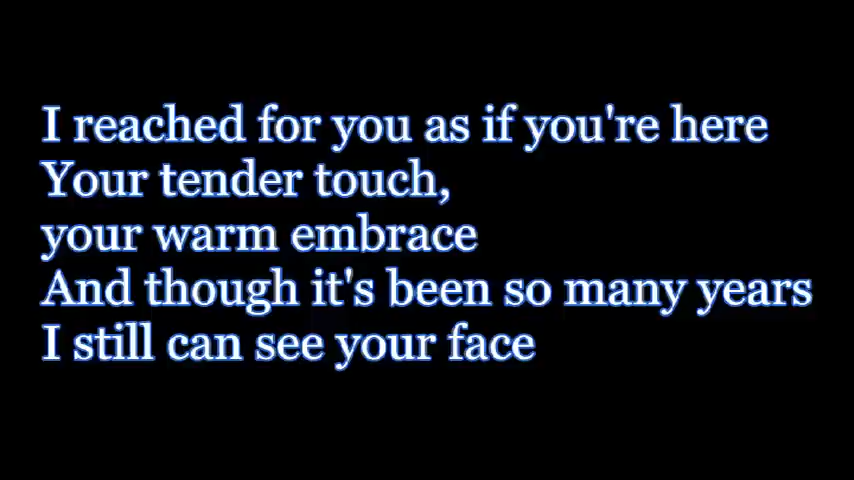 I reached for you as if you're here
Your tender touch,
your warm embrace
And though it's been so many years
I still can see your face